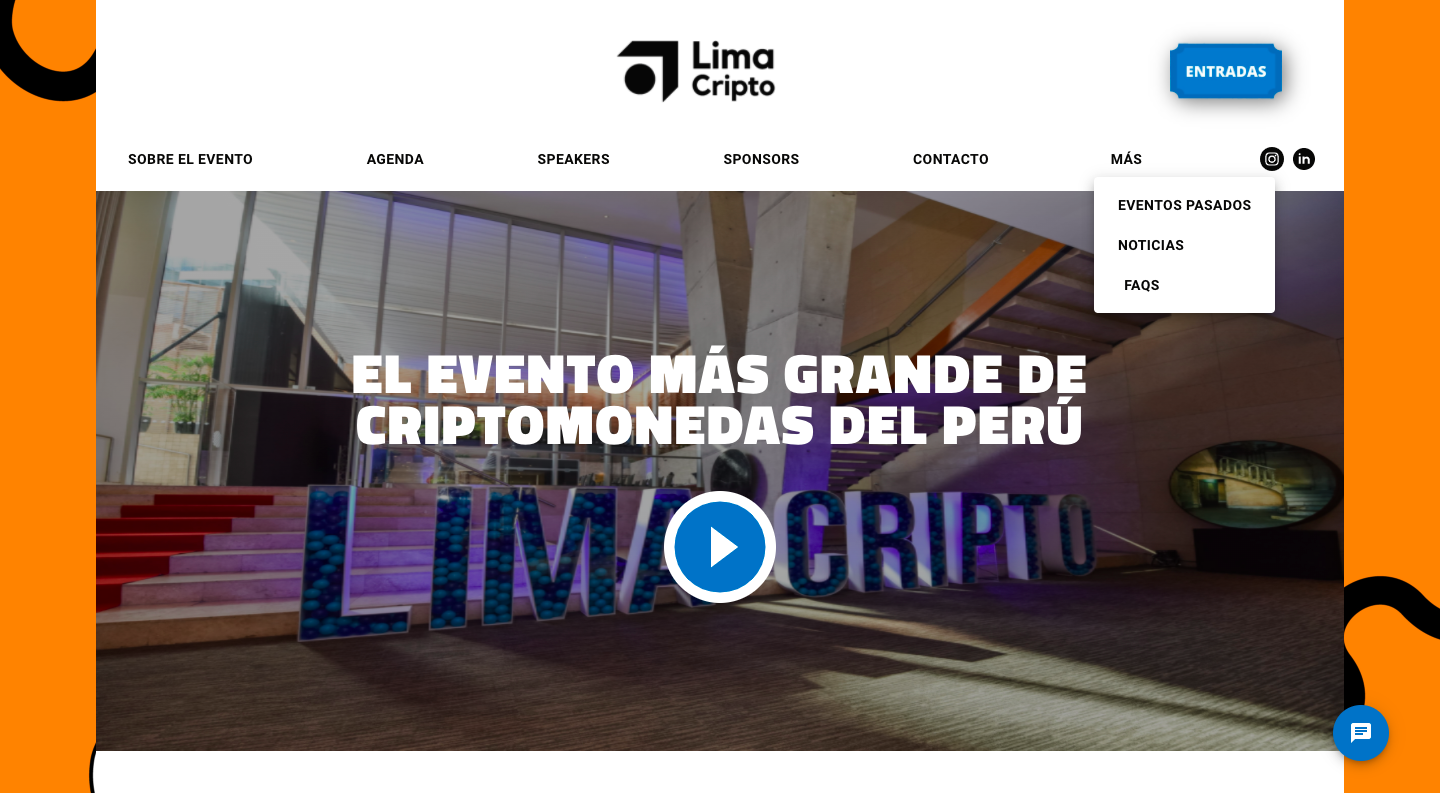 Lima
Cripto
ENTRADAS
SOBRE EL EVENTO
AGENDA
SPEAKERS
SPONSORS
CONTACTO
MÁS
in
EVENTOS PASADOS
NOTICIAS
FAQS
EL EVENTO MÁS GRANDE DE
CRIPTOMONEDAS DEL PERÚ
LIMA CRIPTO